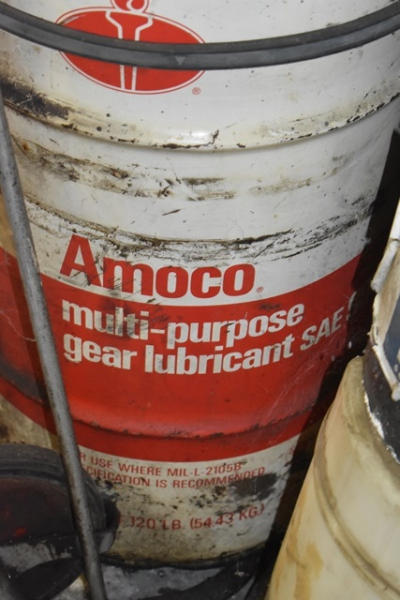 Amoco®
multi-purpose
gear lubricant SAE
USE WHERE MIL-L-2105B
IS RECOMMENDED
120 LB. (54.43 KG.)